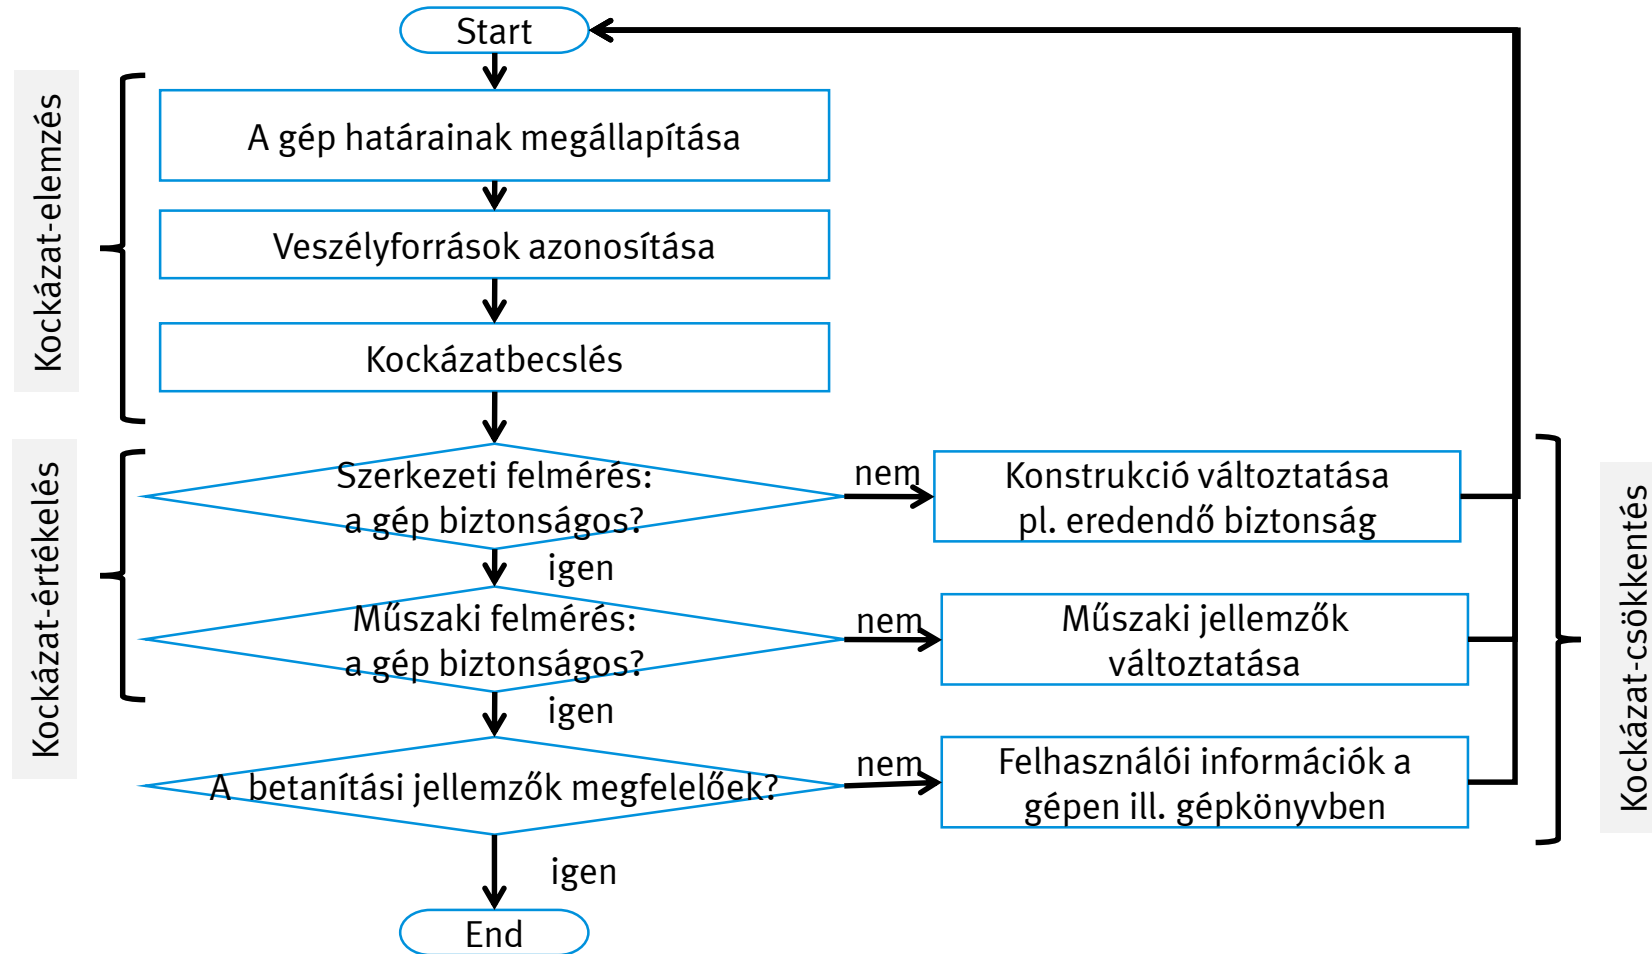 Start
Kockázat-elemzés
A gép határainak megállapítása
Veszélyforrások azonosítása
Kockázatbecslés
Kockázat-értékelés
Szerkezeti felmérés:
a gép biztonságos?
nem
Konstrukció változtatása
pl. eredendő biztonság
igen
Műszaki felmérés:
a gép biztonságos?
nem
Műszaki jellemzők
változtatása
igen
A betanítási jellemzők megfelelőek?
nem
Felhasználói információk a
gépen ill. gépkönyvben
Kockázat-csökkentés
igen
End